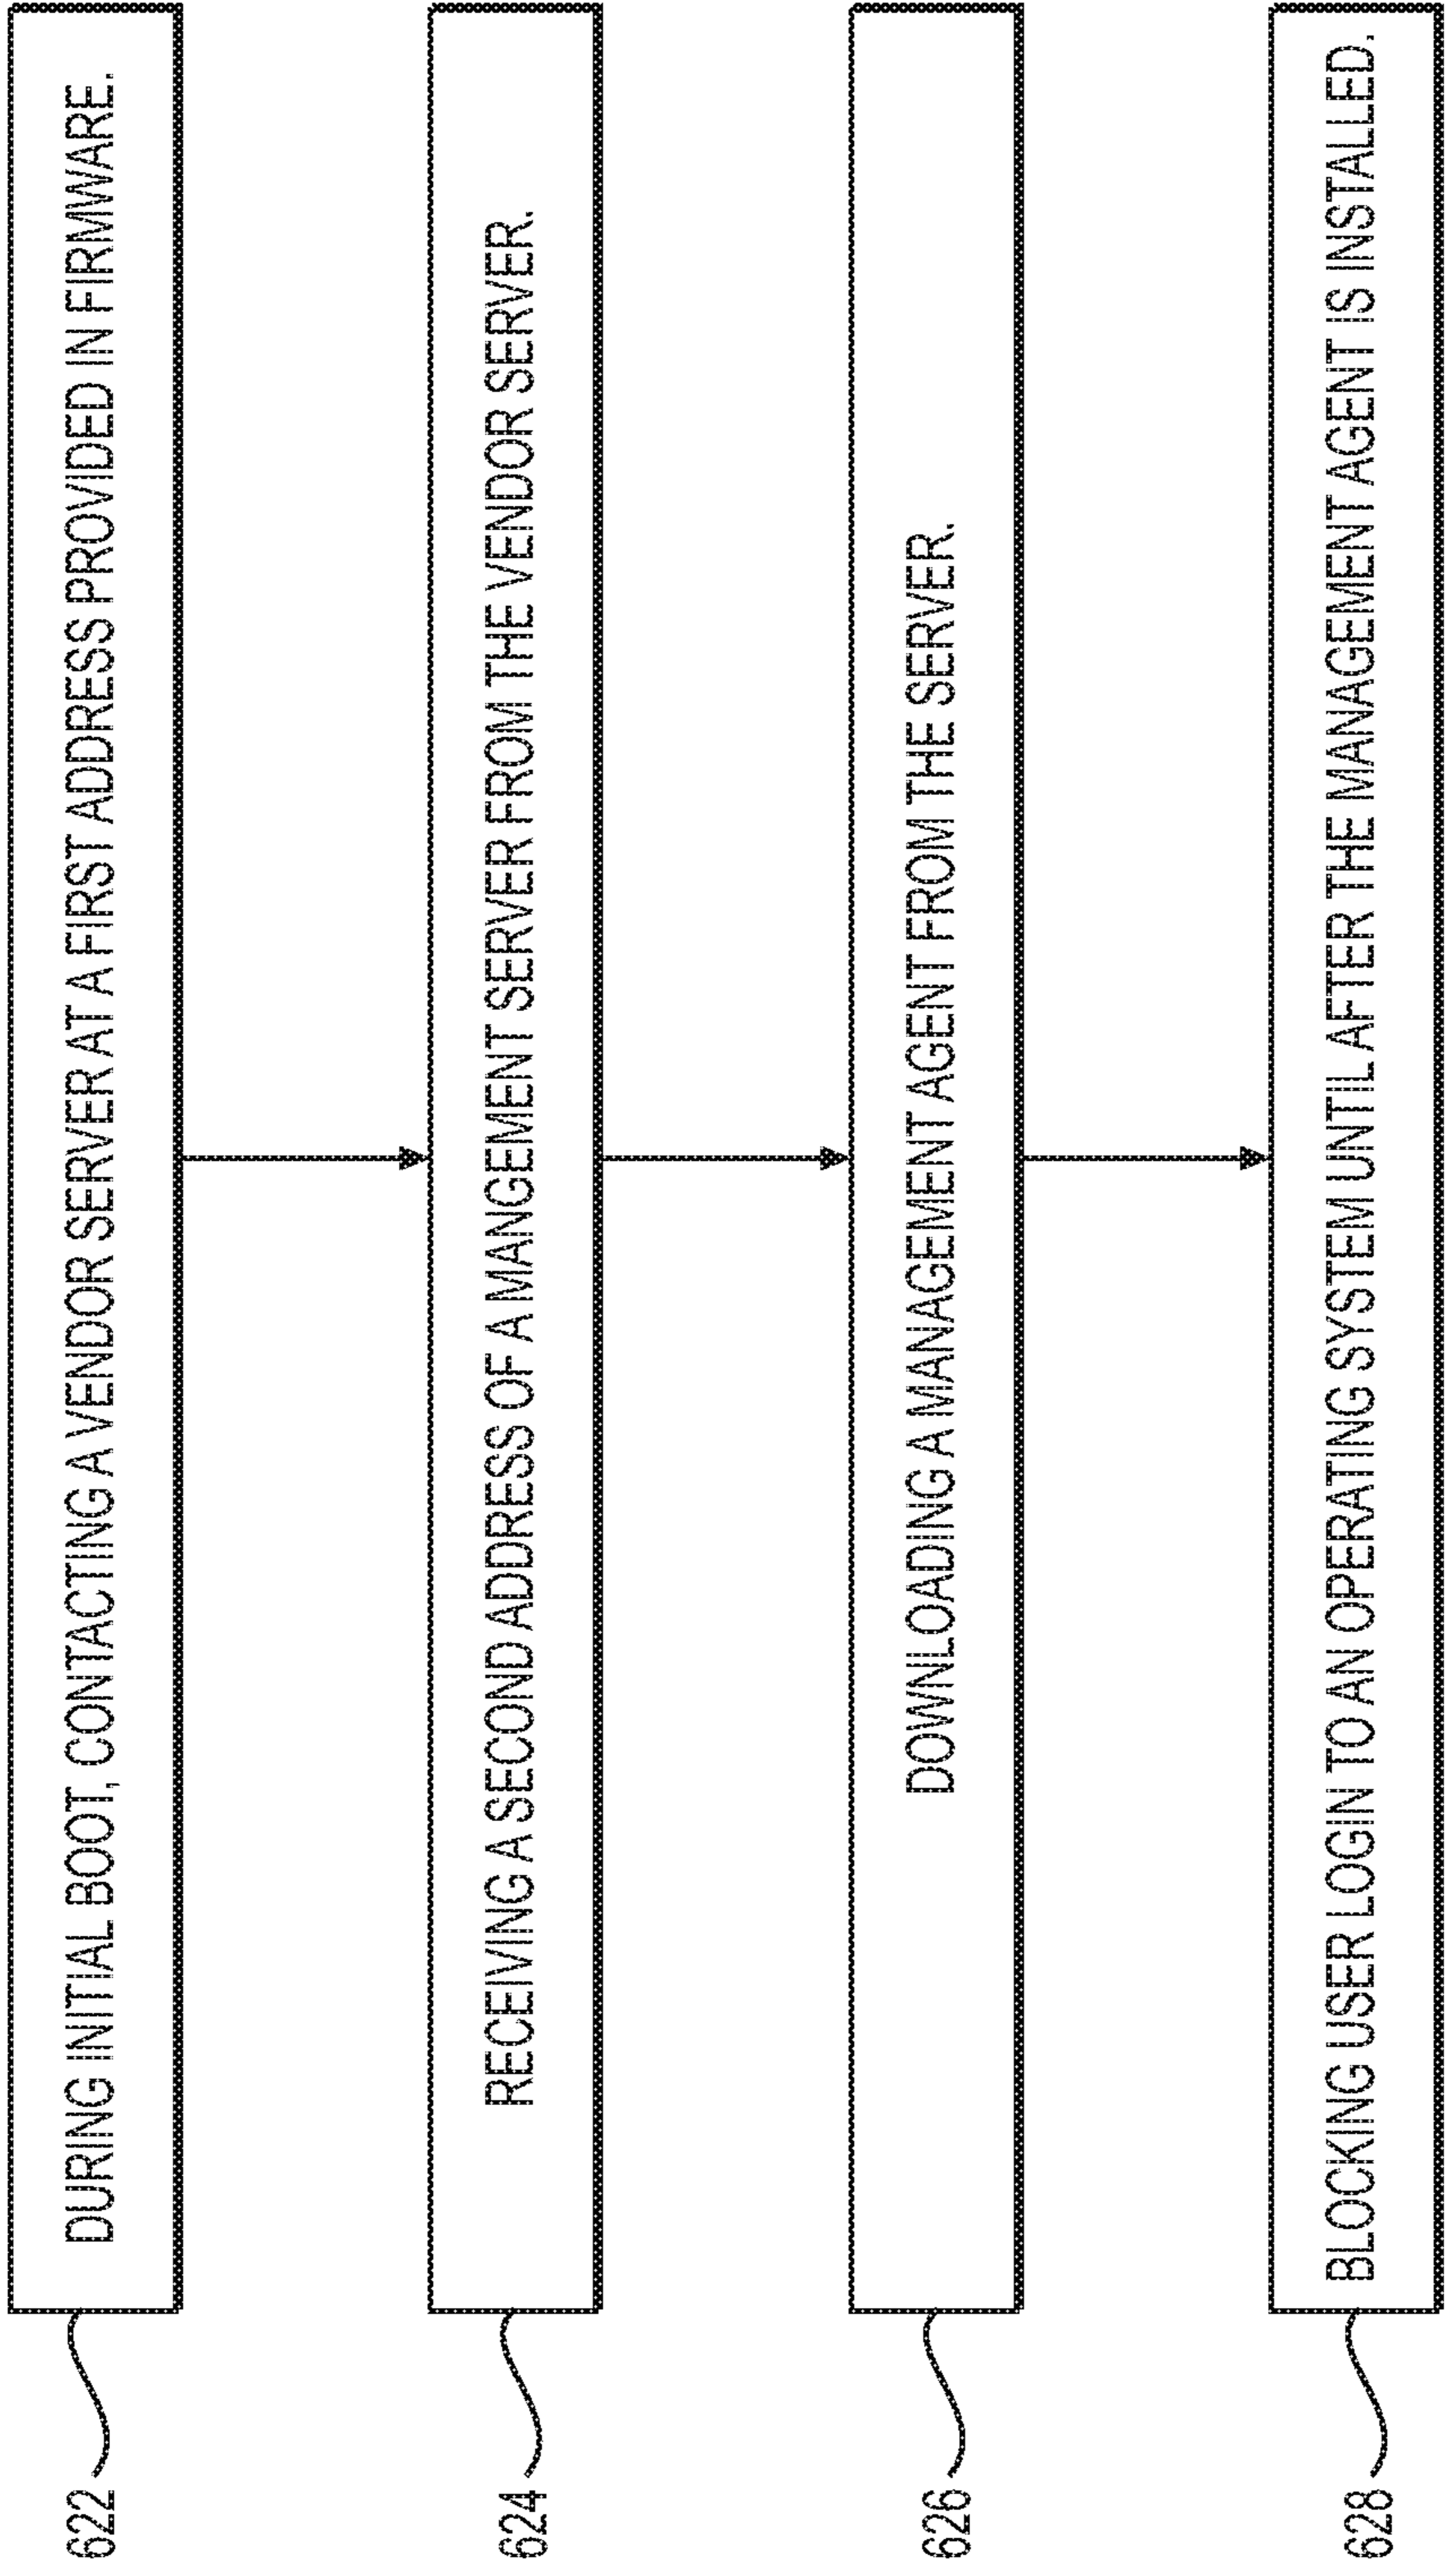 622
DURING INITIAL BOOT, CONTACTING A VENDOR SERVER AT A FIRST ADDRESS PROVIDED IN FIRMWARE.
624
RECEIVING A SECOND ADDRESS OF A MANGEMENT SERVER FROM THE VENDOR SERVER.
626
DOWNLOADING A MANAGEMENT AGENT FROM THE SERVER.
628
BLOCKING USER LOGIN TO AN OPERATING SYSTEM UNTIL AFTER THE MANAGEMENT AGENT IS INSTALLED.